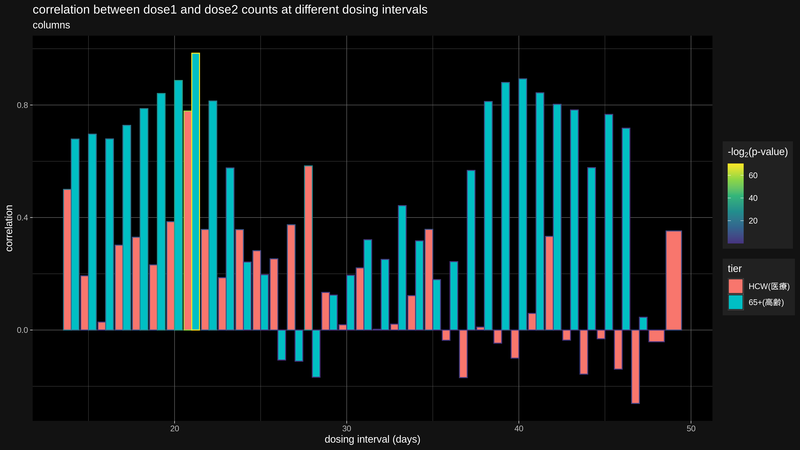 correlation between dose1 and dose2 counts at different dosing intervals
columns
correlation
0.8
0.4
0.0
20
30
40
50
dosing interval (days)
-log2(p-value)
60
40
20
tier
HCW(医療)
65+(高齢)